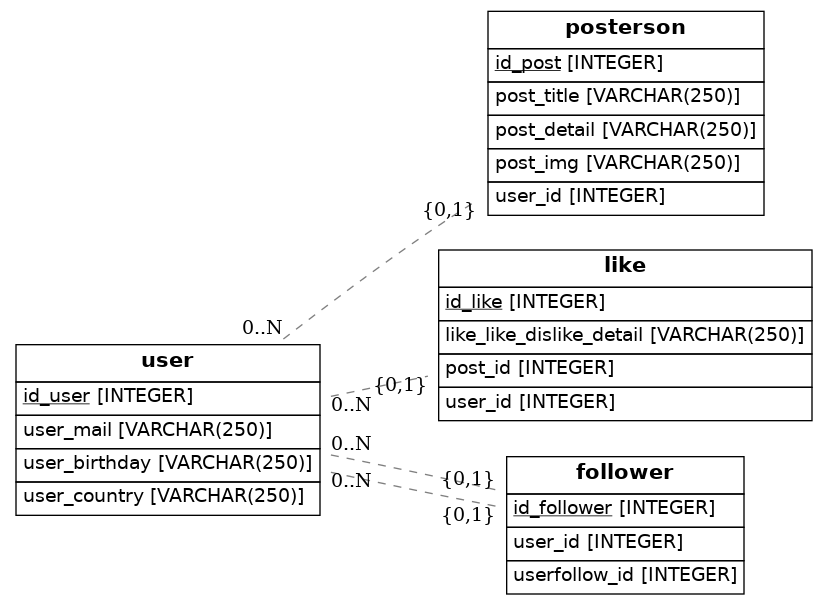 posterson
id_post [INTEGER]
post_title [VARCHAR(250)]
post_detail [VARCHAR(250)]
post_img [VARCHAR(250)]
user_id [INTEGER]
{0,1}
0..N
like
id_like [INTEGER]
like_like_dislike_detail [VARCHAR(250)]
post_id [INTEGER]
user_id [INTEGER]
{0,1}
0..N
user
id_user [INTEGER]
user_mail [VARCHAR(250)]
user_birthday [VARCHAR(250)]
user_country [VARCHAR(250)]
0..N
{0,1}
0..N
{0,1}
follower
id_follower [INTEGER]
user_id [INTEGER]
userfollow_id [INTEGER]